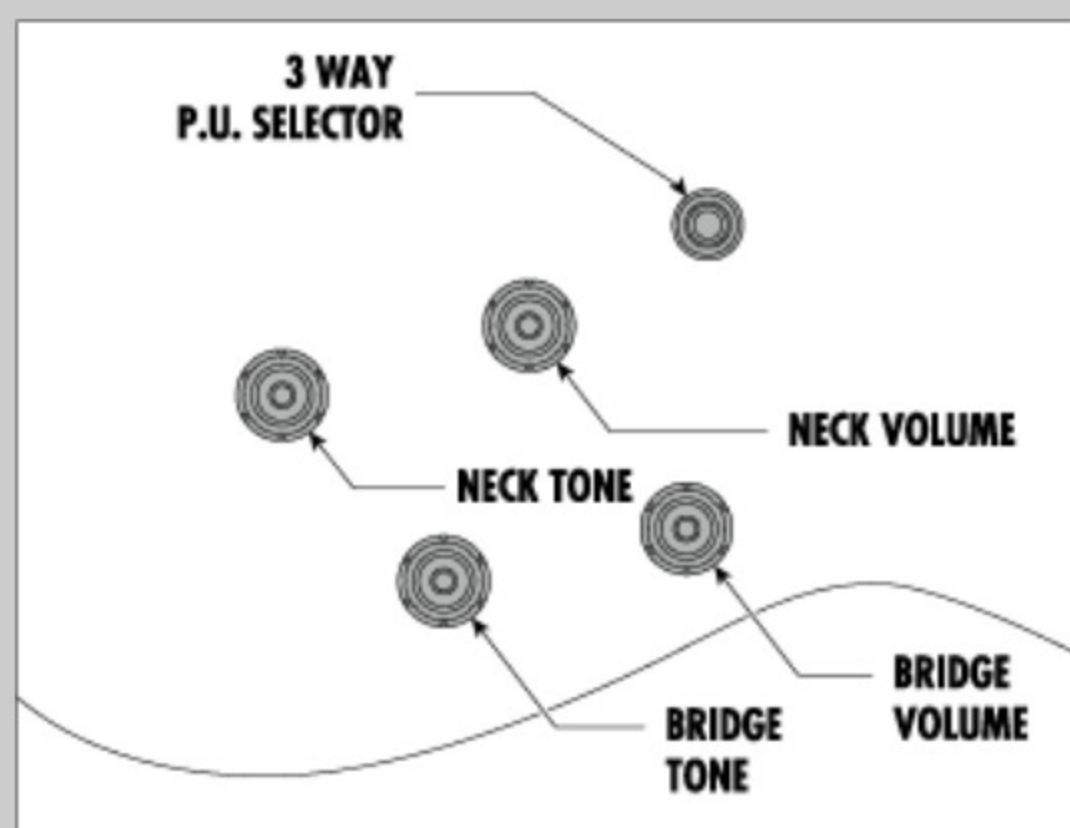 3 WAY
P.U. SELECTOR
NECK VOLUME
NECK TONE
BRIDGE
VOLUME
BRIDGE
TONE